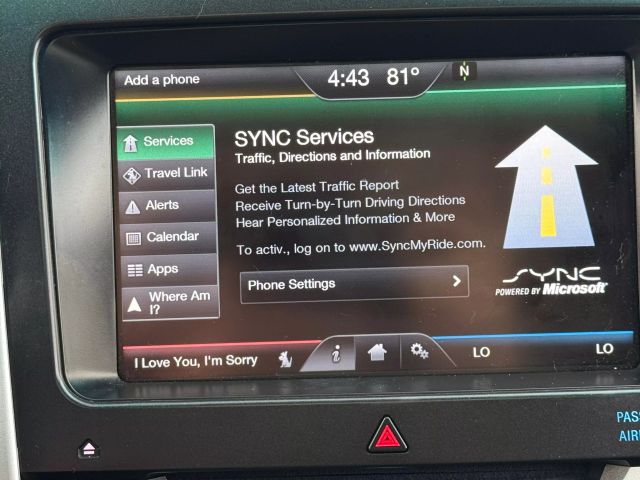 Add a phone
4:43 81° N
Services
Travel Link
Alerts
Calendar
Apps
Where Am
I?
SYNC Services
Traffic, Directions and Information
Get the Latest Traffic Report
Receive Turn-by-Turn Driving Directions
Hear Personalized Information & More
To activ., log on to www.SyncMyRide.com.
Phone Settings
SYNC
POWERED BY Microsoft
I Love You, I'm Sorry
i
LO
LO